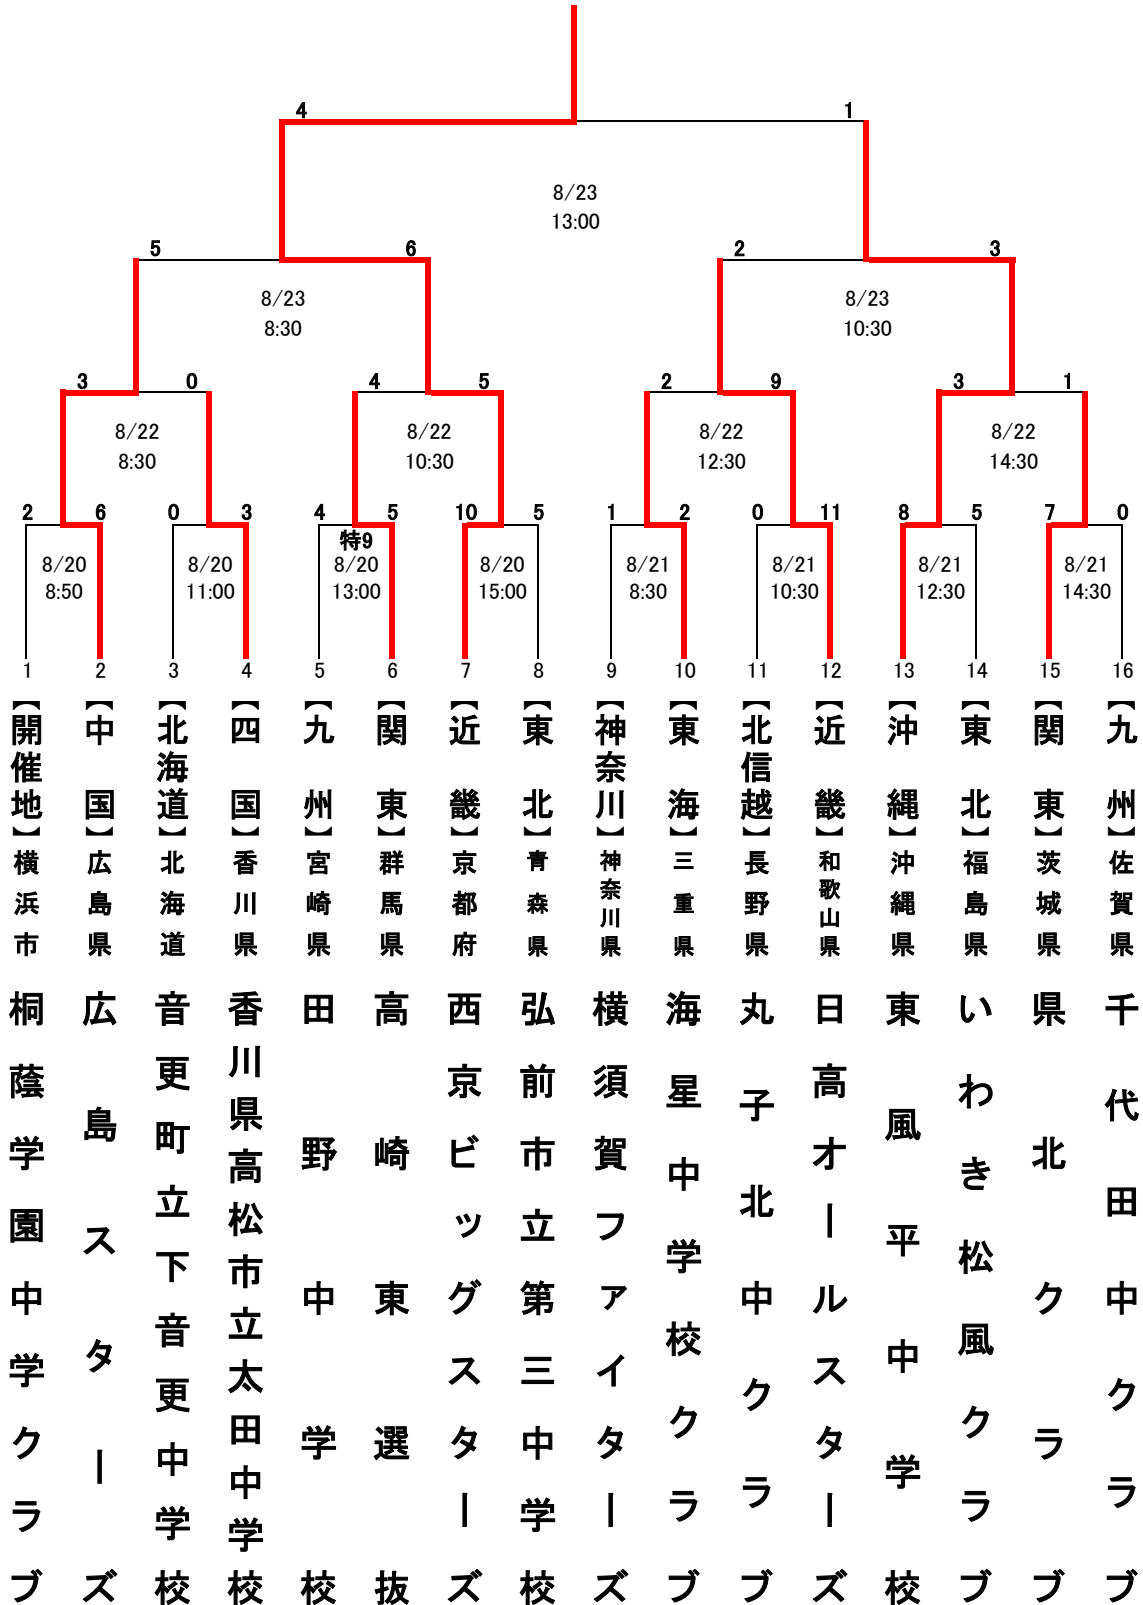 4 1
8/23
13:00
5 6 2 3
8/23 8/23
8:30 10:30
3 0 4 5 2 9 3 1
8/22 8/22 8/22 8/22
8:30 10:30 12:30 14:30
2 6 0 3 4 5 10 5 1 2 0 11 8 5 7 0
特9
8/20 8/20 8/20 8/20 8/21 8/21 8/21 8/21
8:50 11:00 13:00 15:00 8:30 10:30 12:30 14:30
1 2 3 4 5 6 7 8 9 10 11 12 13 14 15 16
【開催地】横浜市 桐蔭学園中学クラブ
【中国】広島県 広島スターズ
【北海道】北海道 音更町立下音更中学校
【四国】香川県 香川県高松市立太田中学校
【九州】宮崎県 田野中学校
【関東】群馬県 高崎東選抜
【近畿】京都府 西京ビッグスターズ
【東北】青森県 弘前市立第三中学校
【神奈川】神奈川県 横須賀ファイターズ
【東海】三重県 海星中学校クラブ
【北信越】長野県 丸子北中クラブ
【近畿】和歌山県 日高オールスターズ
【沖縄】沖縄県 東風平中学校
【東北】福島県 いわき松風クラブ
【関東】茨城県 県北クラブ
【九州】佐賀県 千代田中クラブ